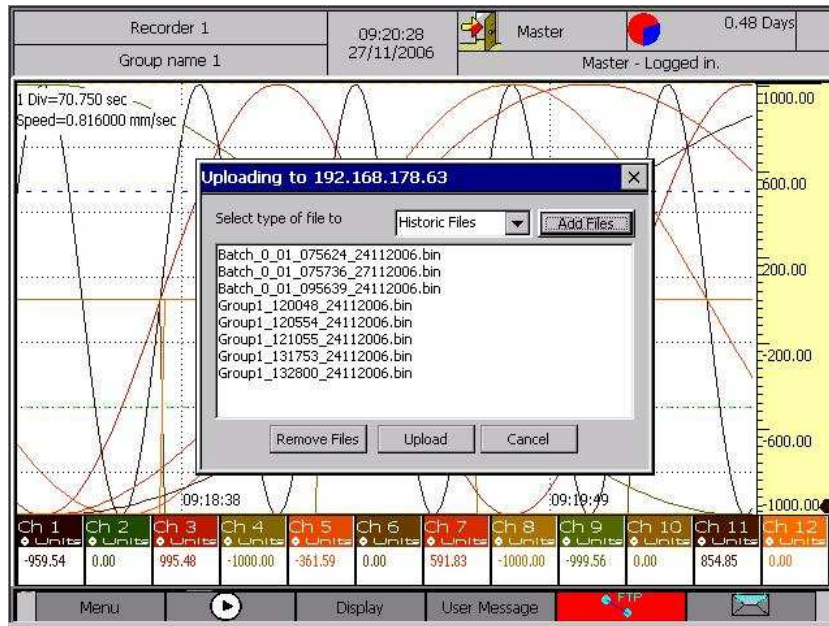 Recorder 1
Group name 1
09:20:28
27/11/2006
Master
0.48 Days
Master - Logged in.
1 Div=70.750 sec
Speed=0.816000 mm/sec
1000.00
600.00
200.00
-200.00
-600.00
-1000.00
Uploading to 192.168.178.63
Select type of file to
Historic Files
Add Files
Batch_0_01_075624_24112006.bin
Batch_0_01_075736_27112006.bin
Batch_0_01_095639_24112006.bin
Group1_120048_24112006.bin
Group1_120554_24112006.bin
Group1_121055_24112006.bin
Group1_131753_24112006.bin
Group1_132800_24112006.bin
Remove Files Upload Cancel
09:18:38 09:19:49
Ch 1 Ch 2 Ch 3 Ch 4 Ch 5 Ch 6 Ch 7 Ch 8 Ch 9 Ch 10 Ch 11 Ch 12
Units Units Units Units Units Units Units Units Units Units Units Units
-959.54 0.00 995.48 -1000.00 -361.59 0.00 591.83 -1000.00 -999.56 0.00 854.85 0.00
Menu Display User Message FTP